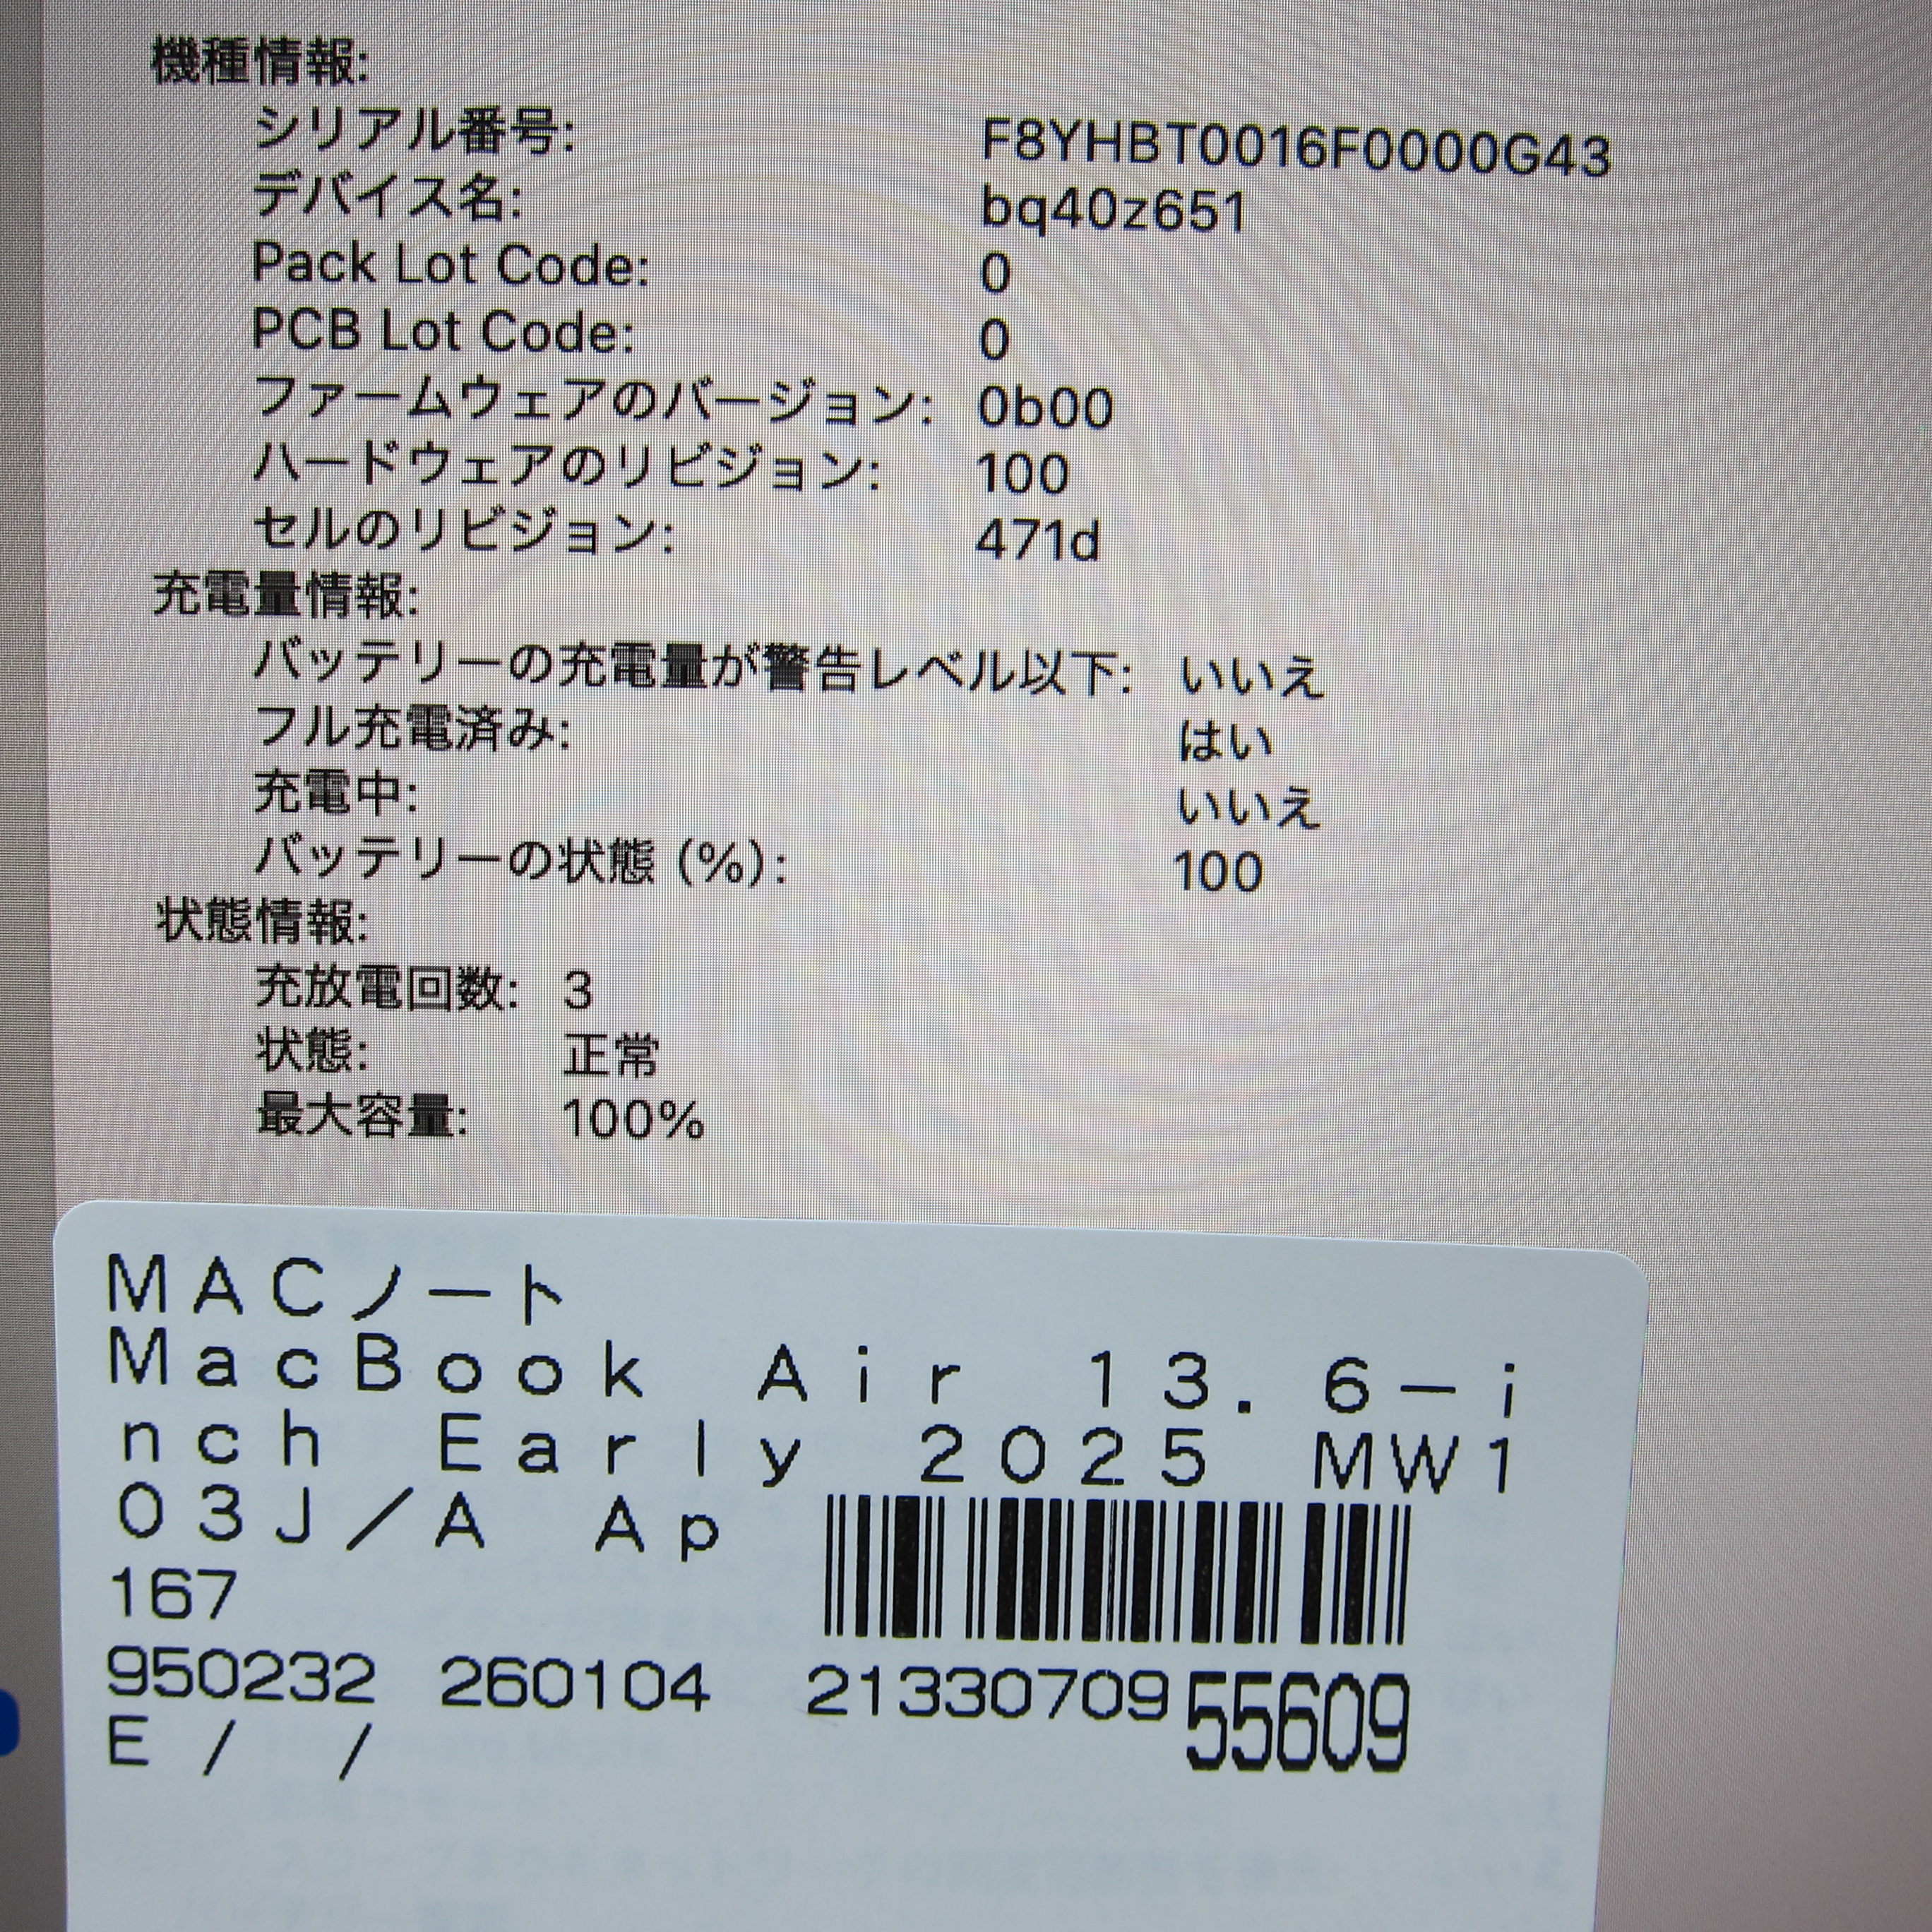 機種情報:
シリアル番号: F8YHBT0016F0000G43
デバイス名: bq40z651
Pack Lot Code: 0
PCB Lot Code: 0
ファームウェアのバージョン: 0b00
ハードウェアのリビジョン: 100
セルのリビジョン: 471d
充電量情報:
バッテリーの充電量が警告レベル以下: いいえ
フル充電済み: はい
充電中: いいえ
バッテリーの状態 (%): 100
状態情報:
充放電回数: 3
状態: 正常
最大容量: 100%
MACノート
MacBook Air 13.6-i
nch Early 2025 MW1
03J/A Ap
167
950232 260104 2133070955609
E / /